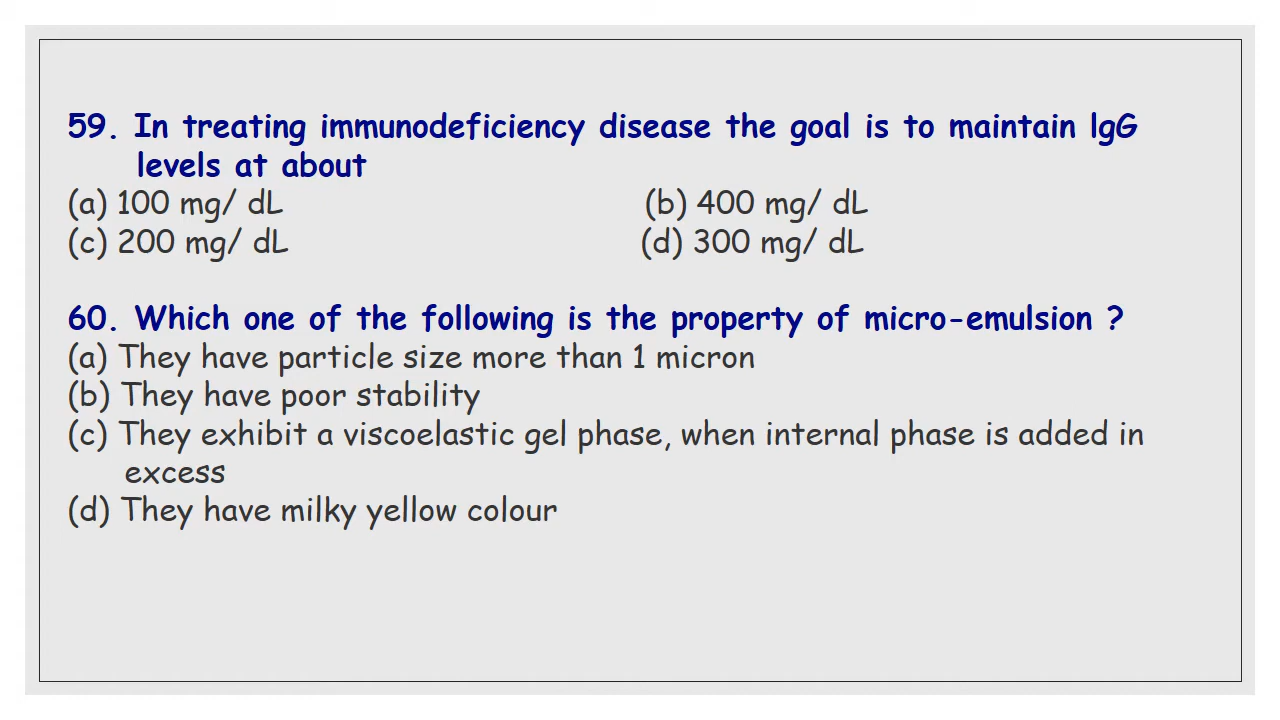 59. In treating immunodeficiency disease the goal is to maintain lgG
levels at about
(a) 100 mg/ dL (b) 400 mg/ dL
(c) 200 mg/ dL (d) 300 mg/ dL
60. Which one of the following is the property of micro-emulsion ?
(a) They have particle size more than 1 micron
(b) They have poor stability
(c) They exhibit a viscoelastic gel phase, when internal phase is added in
excess
(d) They have milky yellow colour